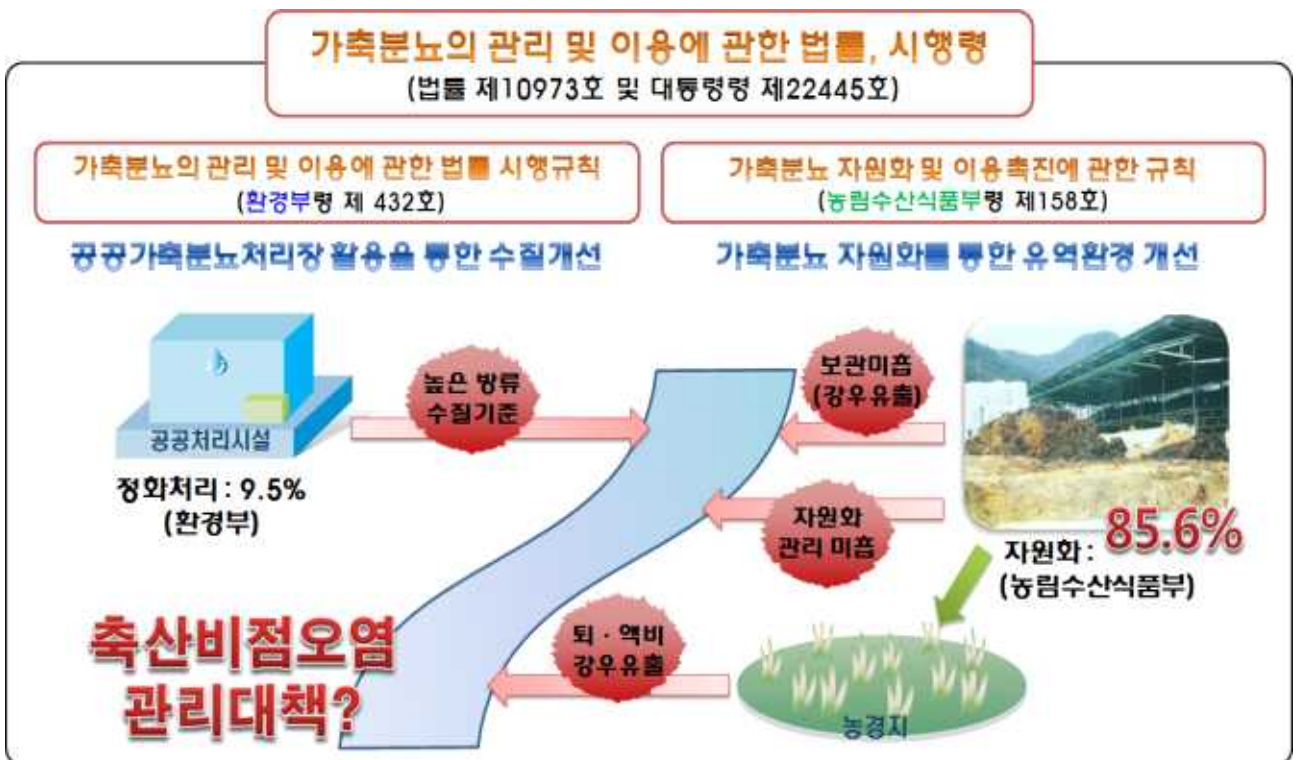 가축분뇨의 관리 및 이용에 관한 법률, 시행령
(법률 제10973호 및 대통령령 제22445호)
가축분뇨의 관리 및 이용에 관한 법률 시행규칙
(환경부령 제 432호)
가축분뇨 자원화 및 이용촉진에 관한 규칙
(농림수산식품부령 제158호)
공공가축분뇨처리장 활용을 통한 수질개선
가축분뇨 자원화를 통한 유역환경 개선
공공처리시설
정화처리 : 9.5%
(환경부)
높은 방류
수질기준
보관미흡
(강우유출)
자원화
관리 미흡
자원화 : 85.6%
(농림수산식품부)
퇴 · 액비
강우유출
농경지
축산비점오염
관리대책?